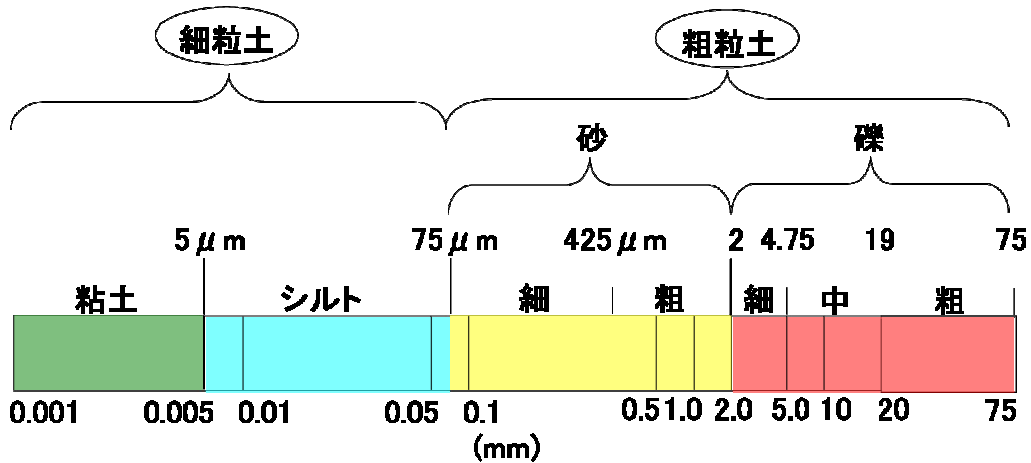 細粒土 粗粒土
砂 礫
5μm 75μm 425μm 2 4.75 19 75
粘土 シルト 細 粗 細 中 粗
0.001 0.005 0.01 0.05 0.1 0.5 1.0 2.0 5.0 10 20 75
(mm)